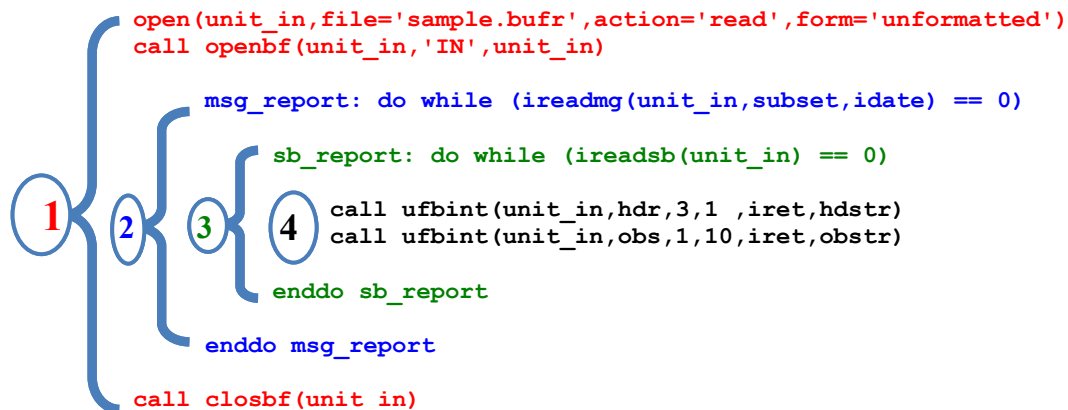 open(unit_in,file='sample.bufr',action='read',form='unformatted')
call openbf(unit_in,'IN',unit_in)
msg_report: do while (ireadmg(unit_in,subset,idate) == 0)
sb_report: do while (ireadsb(unit_in) == 0)
1 2 3 4
call ufbint(unit_in,hdr,3,1 ,iret,hdstr)
call ufbint(unit_in,obs,1,10,iret,obstr)
enddo sb_report
enddo msg_report
call closbf(unit in)